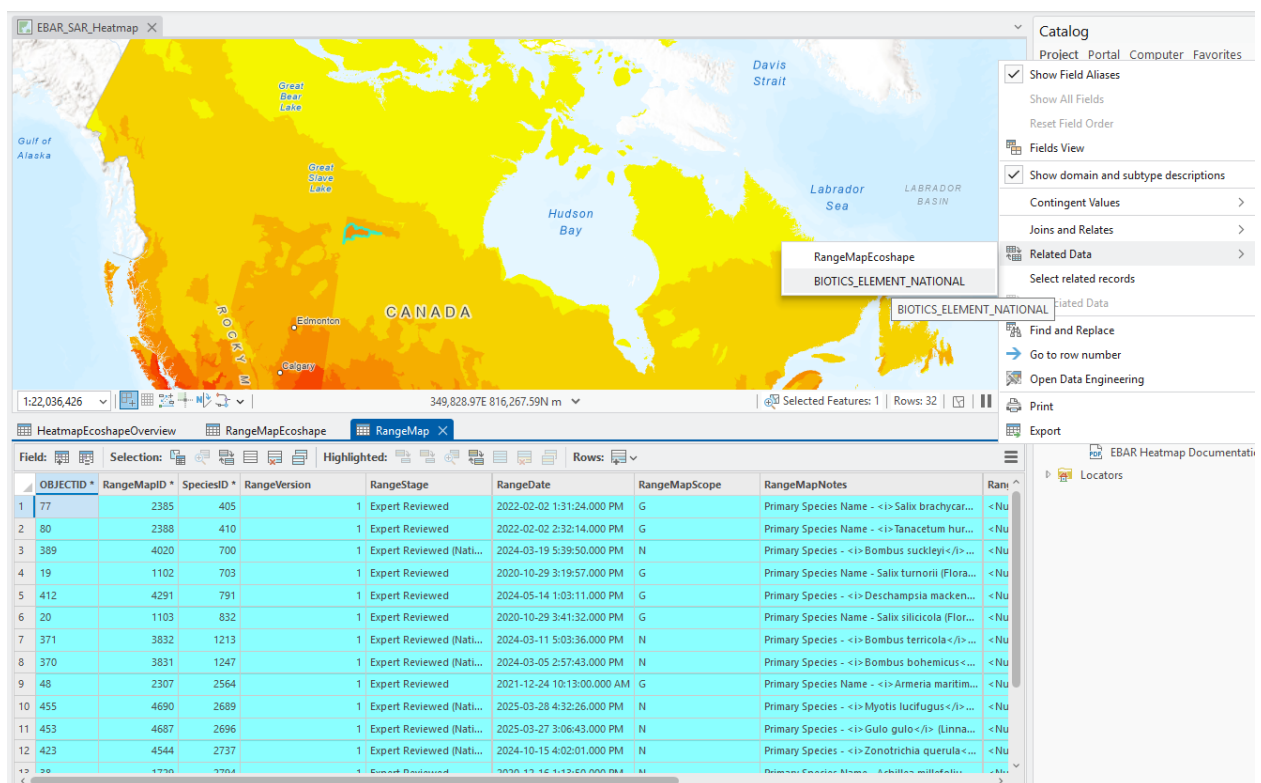 EBAR_SAR_Heatmap
Catalog
Project Portal Computer Favorites
Davis
Strait
Great
Bear
Lake
Gulf of
Alaska
Great
Slave
Lake
Hudson
Bay
Labrador
Sea
LABRADOR
BASIN
CANADA
ROCKY M
Edmonton
Calgary
Show Field Aliases
Show All Fields
Reset Field Order
Fields View
Show domain and subtype descriptions
Contingent Values
Joins and Relates
Related Data
Select related records
ciated Data
Find and Replace
Go to row number
Open Data Engineering
Print
Export
RangeMapEcoshape
BIOTICS_ELEMENT_NATIONAL
BIOTICS_ELEMENT_NATIONAL
1:22,036,426 349,828.97E 816,267.59N m Selected Features: 1 Rows: 32
EBAR Heatmap Documentati
Locators
HeatmapEcoshapeOverview RangeMapEcoshape RangeMap
Field: Selection: Highlighted: Rows:
OBJECTID * RangeMapID * SpeciesID * RangeVersion RangeStage RangeDate RangeMapScope RangeMapNotes Rang
1 77 2385 405 1 Expert Reviewed 2022-02-02 1:31:24.000 PM G Primary Species Name - <i>Salix brachycar... <Nu
2 80 2388 410 1 Expert Reviewed 2022-02-02 2:32:14.000 PM G Primary Species Name - <i>Tanacetum hur... <Nu
3 389 4020 700 1 Expert Reviewed (Nati... 2024-03-19 5:39:50.000 PM N Primary Species - <i>Bombus suckleyi</i>... <Nu
4 19 1102 703 1 Expert Reviewed 2020-10-29 3:19:57.000 PM G Primary Species Name - Salix turnorii (Flora... <Nu
5 412 4291 791 1 Expert Reviewed 2024-05-14 1:03:11.000 PM G Primary Species - <i>Deschampsia macken... <Nu
6 20 1103 832 1 Expert Reviewed 2020-10-29 3:41:32.000 PM G Primary Species Name - Salix silicicola (Flor... <Nu
7 371 3832 1213 1 Expert Reviewed (Nati... 2024-03-11 5:03:36.000 PM N Primary Species - <i>Bombus terricola</i>... <Nu
8 370 3831 1247 1 Expert Reviewed (Nati... 2024-03-05 2:57:43.000 PM N Primary Species - <i>Bombus bohemicus<... <Nu
9 48 2307 2564 1 Expert Reviewed 2021-12-24 10:13:00.000 AM G Primary Species Name - <i>Armeria maritim... <Nu
10 455 4690 2689 1 Expert Reviewed (Nati... 2025-03-28 4:32:26.000 PM N Primary Species - <i>Myotis lucifugus</i>... <Nu
11 453 4687 2696 1 Expert Reviewed (Nati... 2025-03-27 3:06:43.000 PM N Primary Species - <i>Gulo gulo</i> (Linna... <Nu
12 423 4544 2737 1 Expert Reviewed (Nati... 2024-10-15 4:02:01.000 PM N Primary Species - <i>Zonotrichia querula<... <Nu